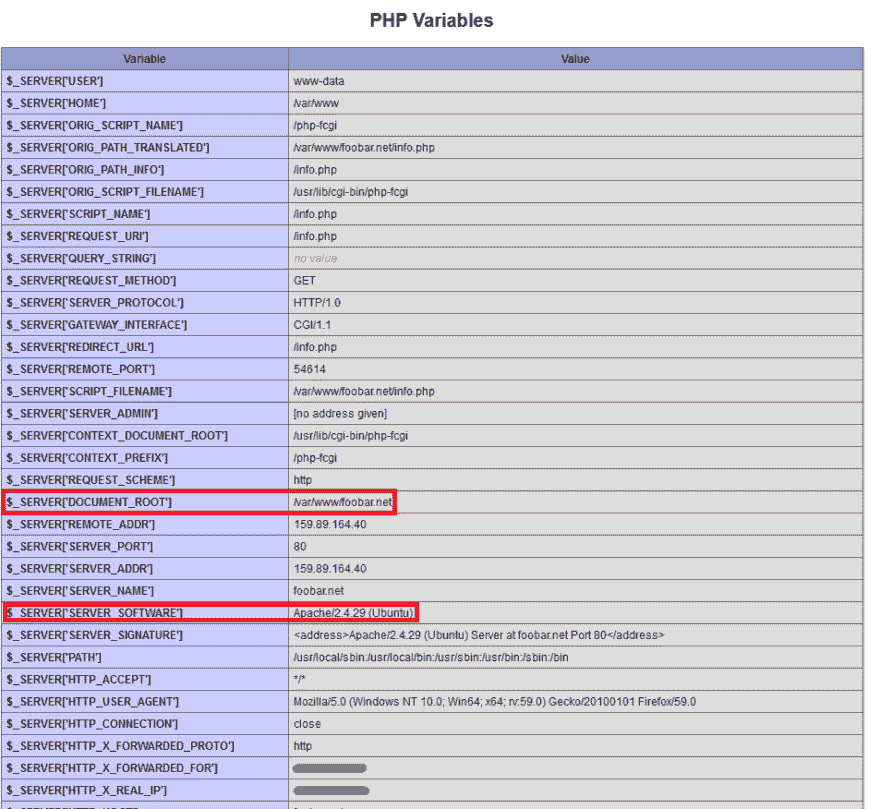 PHP Variables
Variable Value
$_SERVER['USER'] www-data
$_SERVER['HOME'] /var/www
$_SERVER['ORIG_SCRIPT_NAME'] /php-fcgi
$_SERVER['ORIG_PATH_TRANSLATED'] /var/www/foobar.net/info.php
$_SERVER['ORIG_PATH_INFO'] /info.php
$_SERVER['ORIG_SCRIPT_FILENAME'] /usr/lib/cgi-bin/php-fcgi
$_SERVER['SCRIPT_NAME'] /info.php
$_SERVER['REQUEST_URI'] /info.php
$_SERVER['QUERY_STRING'] no value
$_SERVER['REQUEST_METHOD'] GET
$_SERVER['SERVER_PROTOCOL'] HTTP/1.0
$_SERVER['GATEWAY_INTERFACE'] CGI/1.1
$_SERVER['REDIRECT_URL'] /info.php
$_SERVER['REMOTE_PORT'] 54614
$_SERVER['SCRIPT_FILENAME'] /var/www/foobar.net/info.php
$_SERVER['SERVER_ADMIN'] [no address given]
$_SERVER['CONTEXT_DOCUMENT_ROOT'] /usr/lib/cgi-bin/php-fcgi
$_SERVER['CONTEXT_PREFIX'] /php-fcgi
$_SERVER['REQUEST_SCHEME'] http
$_SERVER['DOCUMENT_ROOT'] /var/www/foobar.net
$_SERVER['REMOTE_ADDR'] 159.89.164.40
$_SERVER['SERVER_PORT'] 80
$_SERVER['SERVER_ADDR'] 159.89.164.40
$_SERVER['SERVER_NAME'] foobar.net
$_SERVER['SERVER_SOFTWARE'] Apache/2.4.29 (Ubuntu)
$_SERVER['SERVER_SIGNATURE'] <address>Apache/2.4.29 (Ubuntu) Server at foobar.net Port 80</address>
$_SERVER['PATH'] /usr/local/sbin:/usr/local/bin:/usr/sbin:/usr/bin:/sbin:/bin
$_SERVER['HTTP_ACCEPT'] */*
$_SERVER['HTTP_USER_AGENT'] Mozilla/5.0 (Windows NT 10.0; Win64; x64; rv:59.0) Gecko/20100101 Firefox/59.0
$_SERVER['HTTP_CONNECTION'] close
$_SERVER['HTTP_X_FORWARDED_PROTO'] http
$_SERVER['HTTP_X_FORWARDED_FOR']
$_SERVER['HTTP_X_REAL_IP']